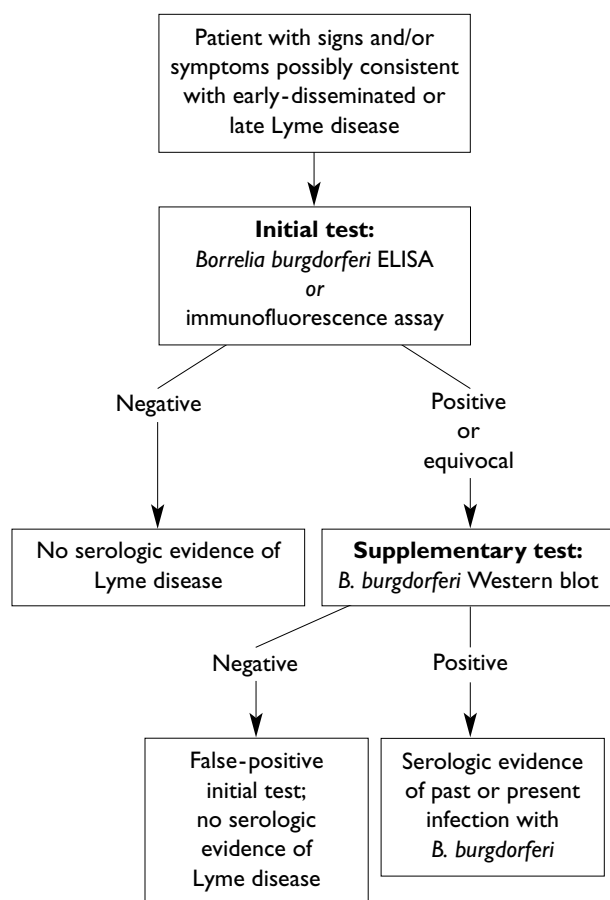 Patient with signs and/or
symptoms possibly consistent
with early-disseminated or
late Lyme disease
Initial test:
Borrelia burgdorferi ELISA
or
immunofluorescence assay
Negative
Positive
or
equivocal
No serologic evidence of
Lyme disease
Supplementary test:
B. burgdorferi Western blot
Negative
Positive
False-positive
initial test;
no serologic
evidence of
Lyme disease
Serologic evidence
of past or present
infection with
B. burgdorferi